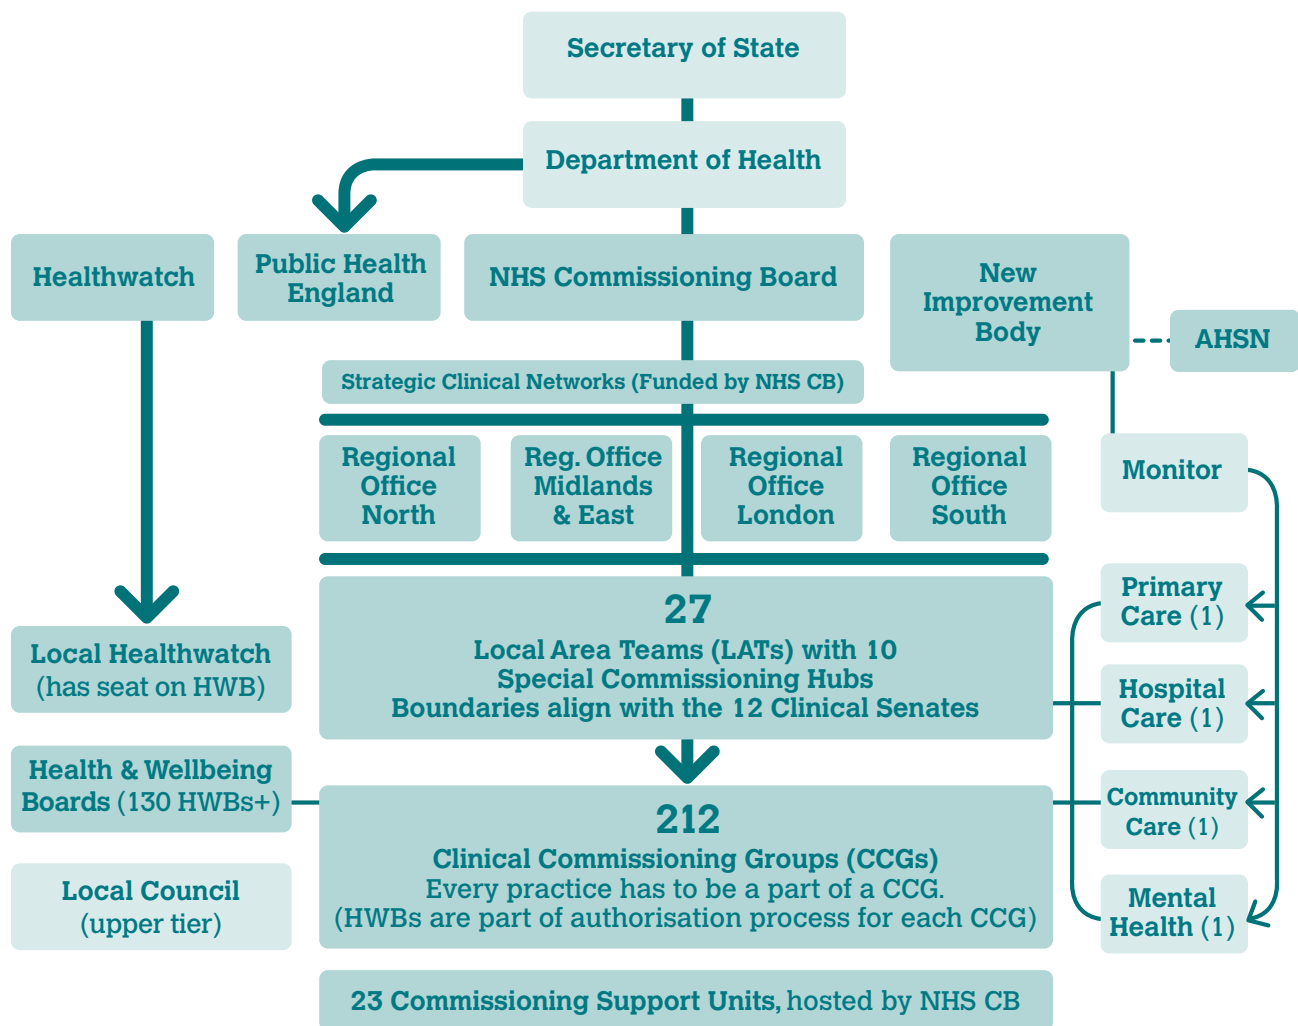 Secretary of State
Department of Health
Healthwatch
Public Health
England
NHS Commissioning Board
New
Improvement
Body
AHSN
Strategic Clinical Networks (Funded by NHS CB)
Regional
Office
North
Reg. Office
Midlands
& East
Regional
Office
London
Regional
Office
South
Monitor
27
Local Area Teams (LATs) with 10
Special Commissioning Hubs
Boundaries align with the 12 Clinical Senates
Primary
Care (1)
Hospital
Care (1)
Community
Care (1)
Mental
Health (1)
Local Healthwatch
(has seat on HWB)
Health & Wellbeing
Boards (130 HWBs+)
Local Council
(upper tier)
212
Clinical Commissioning Groups (CCGs)
Every practice has to be a part of a CCG.
(HWBs are part of authorisation process for each CCG)
23 Commissioning Support Units, hosted by NHS CB